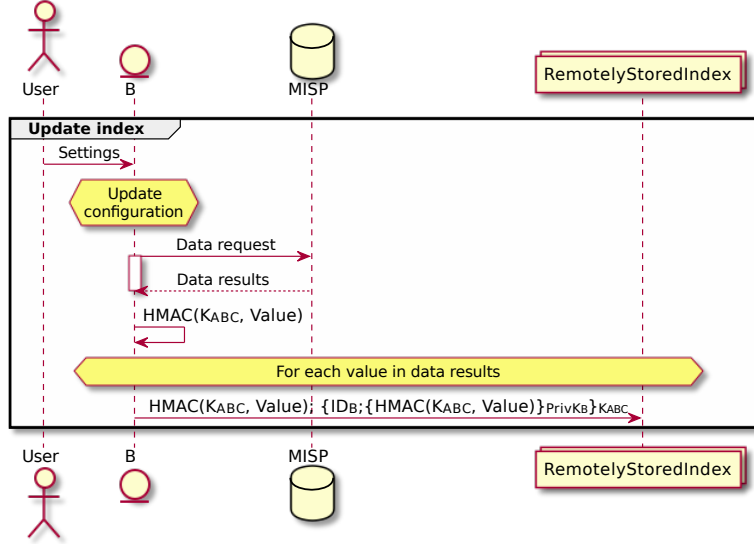 User
B
MISP
RemotelyStoredIndex
Update index
Settings
Update
configuration
Data request
Data results
HMAC(KABC, Value)
For each value in data results
HMAC(KABC, Value); {IDB;{HMAC(KABC, Value)}PrivKB}KABC
User
B
MISP
RemotelyStoredIndex